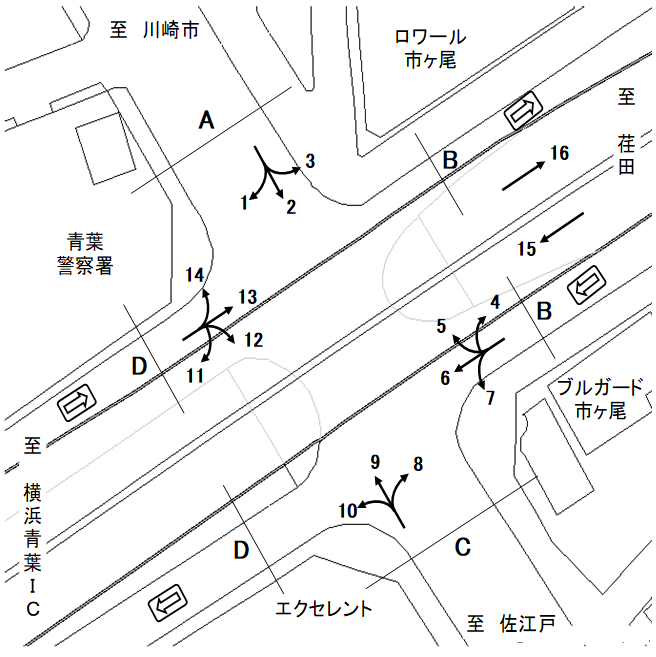 至 川崎市
ロワール
市ヶ尾
至
荏
田
A
B
3
16
1
2
青葉
警察署
15
14
13
12
11
4
5
6
7
B
D
ブルガード
市ヶ尾
至
横
浜
青
葉
I
C
9
8
10
D
C
エクセレント
至 佐江戸